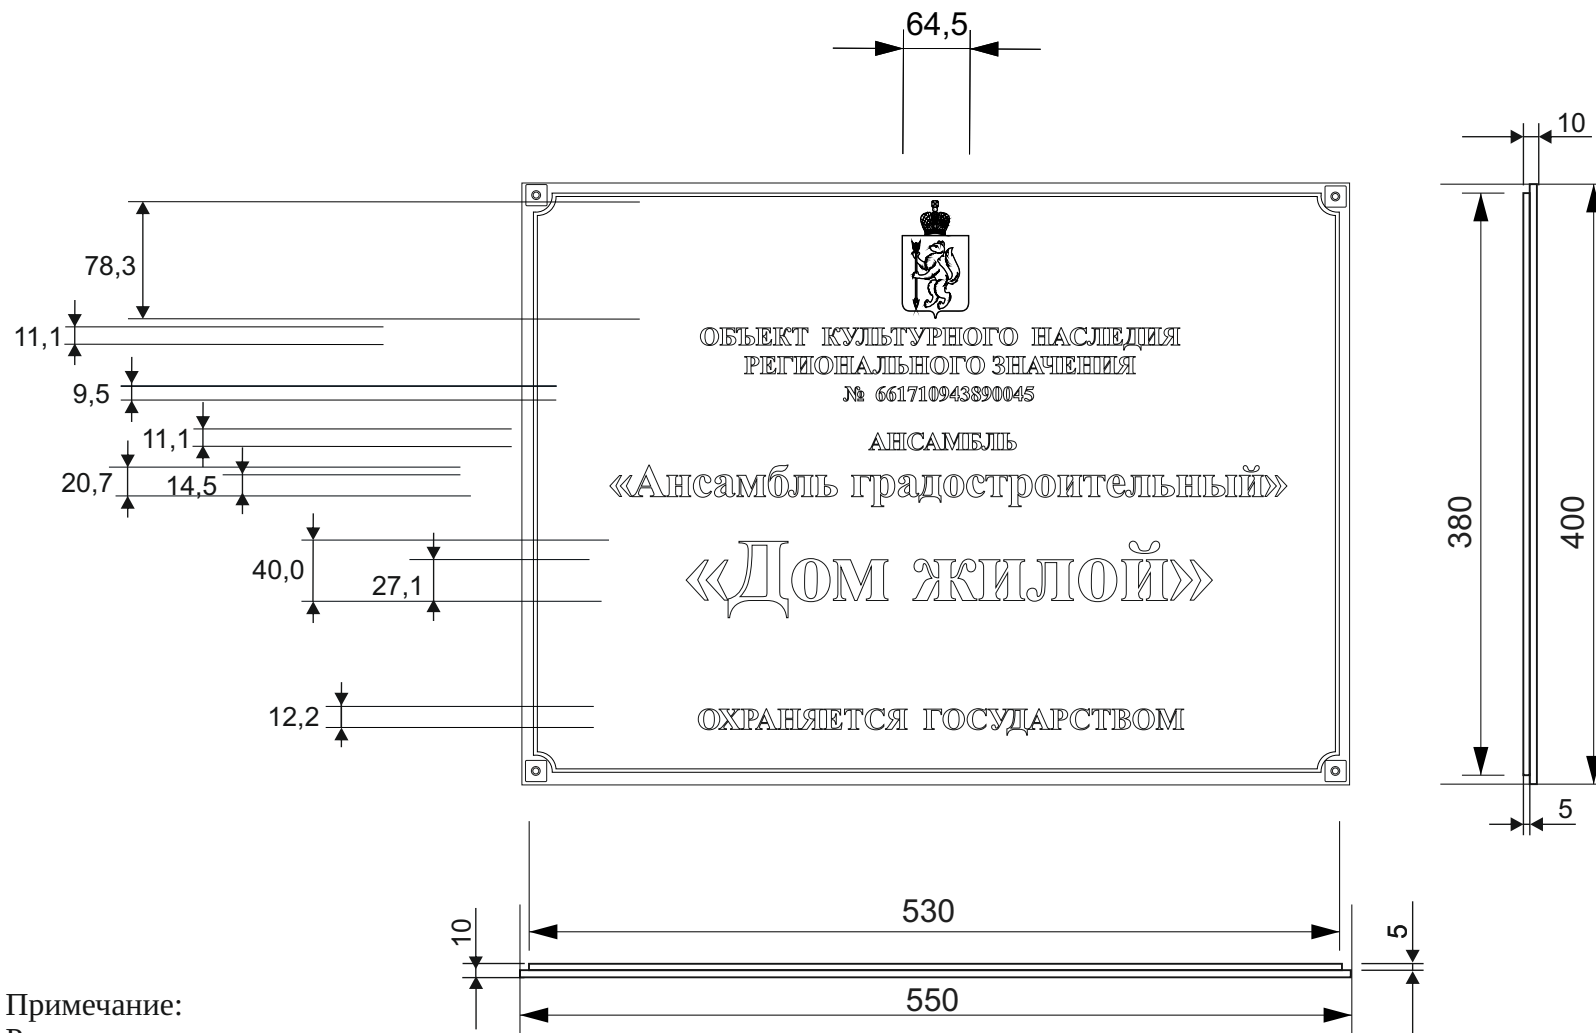 64,5
10
78,3
11,1
ОБЪЕКТ КУЛЬТУРНОГО НАСЛЕДИЯ
РЕГИОНАЛЬНОГО ЗНАЧЕНИЯ
9,5
№ 661710943890045
11,1
АНСАМБЛЬ
20,7
14,5
«Ансамбль градостроительный»
380
400
40,0
27,1
«Дом жилой»
12,2
ОХРАНЯЕТСЯ ГОСУДАРСТВОМ
5
530
10
5
550
Примечание: